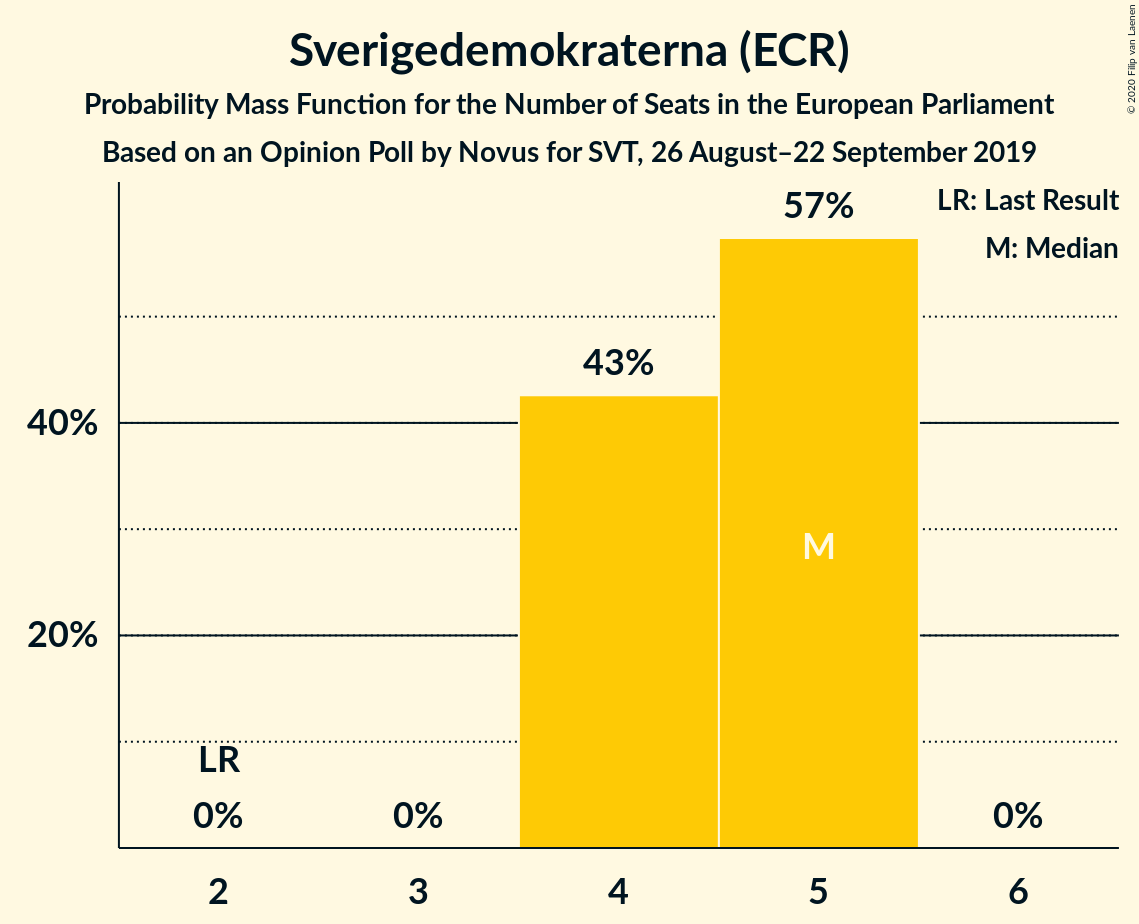 Sverigedemokraterna (ECR)
Probability Mass Function for the Number of Seats in the European Parliament
Based on an Opinion Poll by Novus for SVT, 26 August–22 September 2019
© 2020 Filip van Laenen
LR: Last Result
M: Median
57%
43%
40%
M
20%
LR
0%
0%
0%
2
3
4
5
6